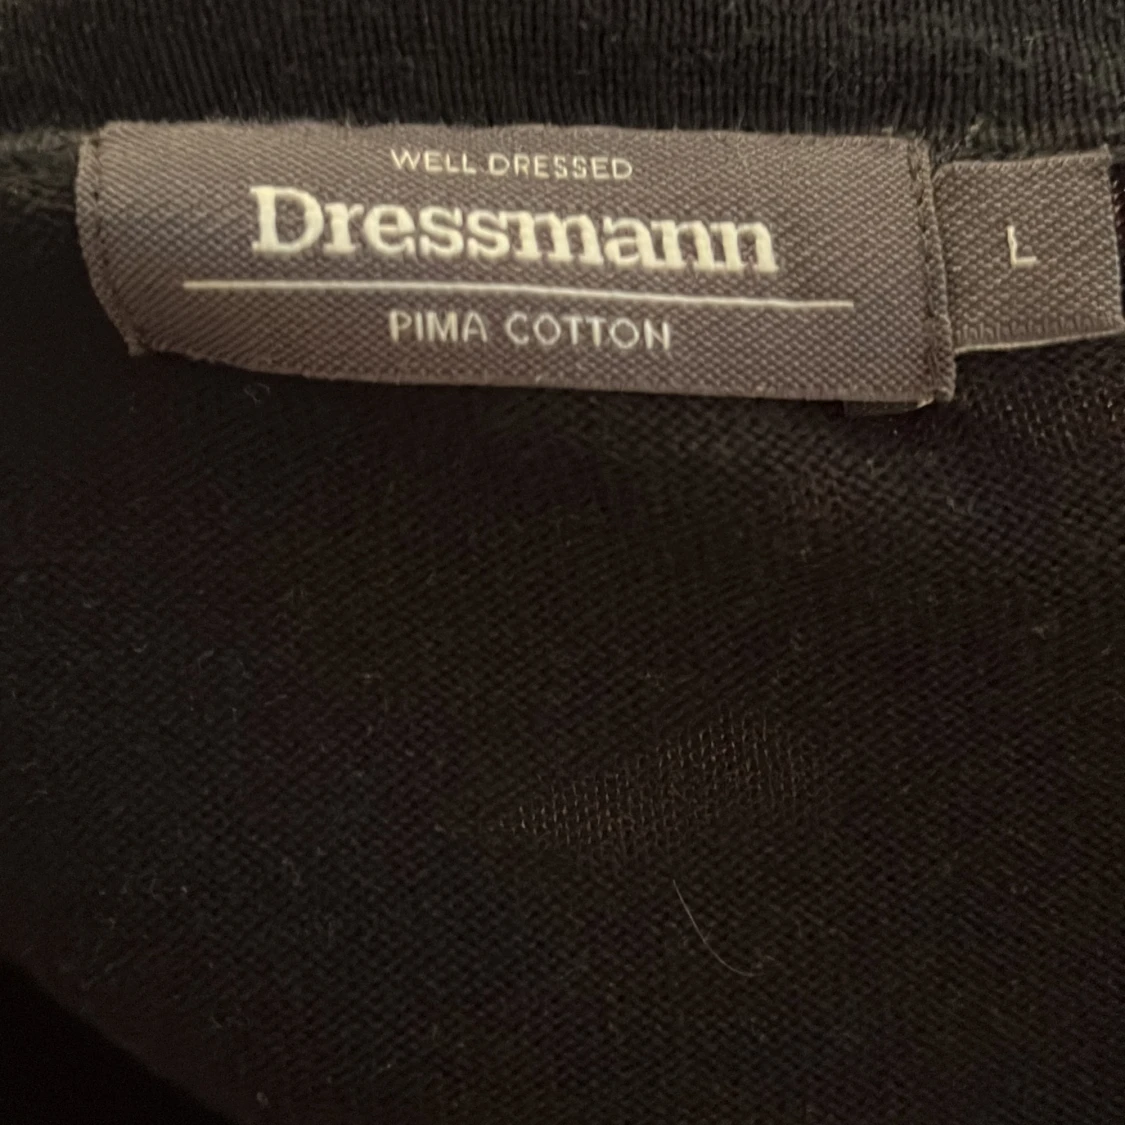 WELL DRESSED
Dressmann
PIMA COTTON
L